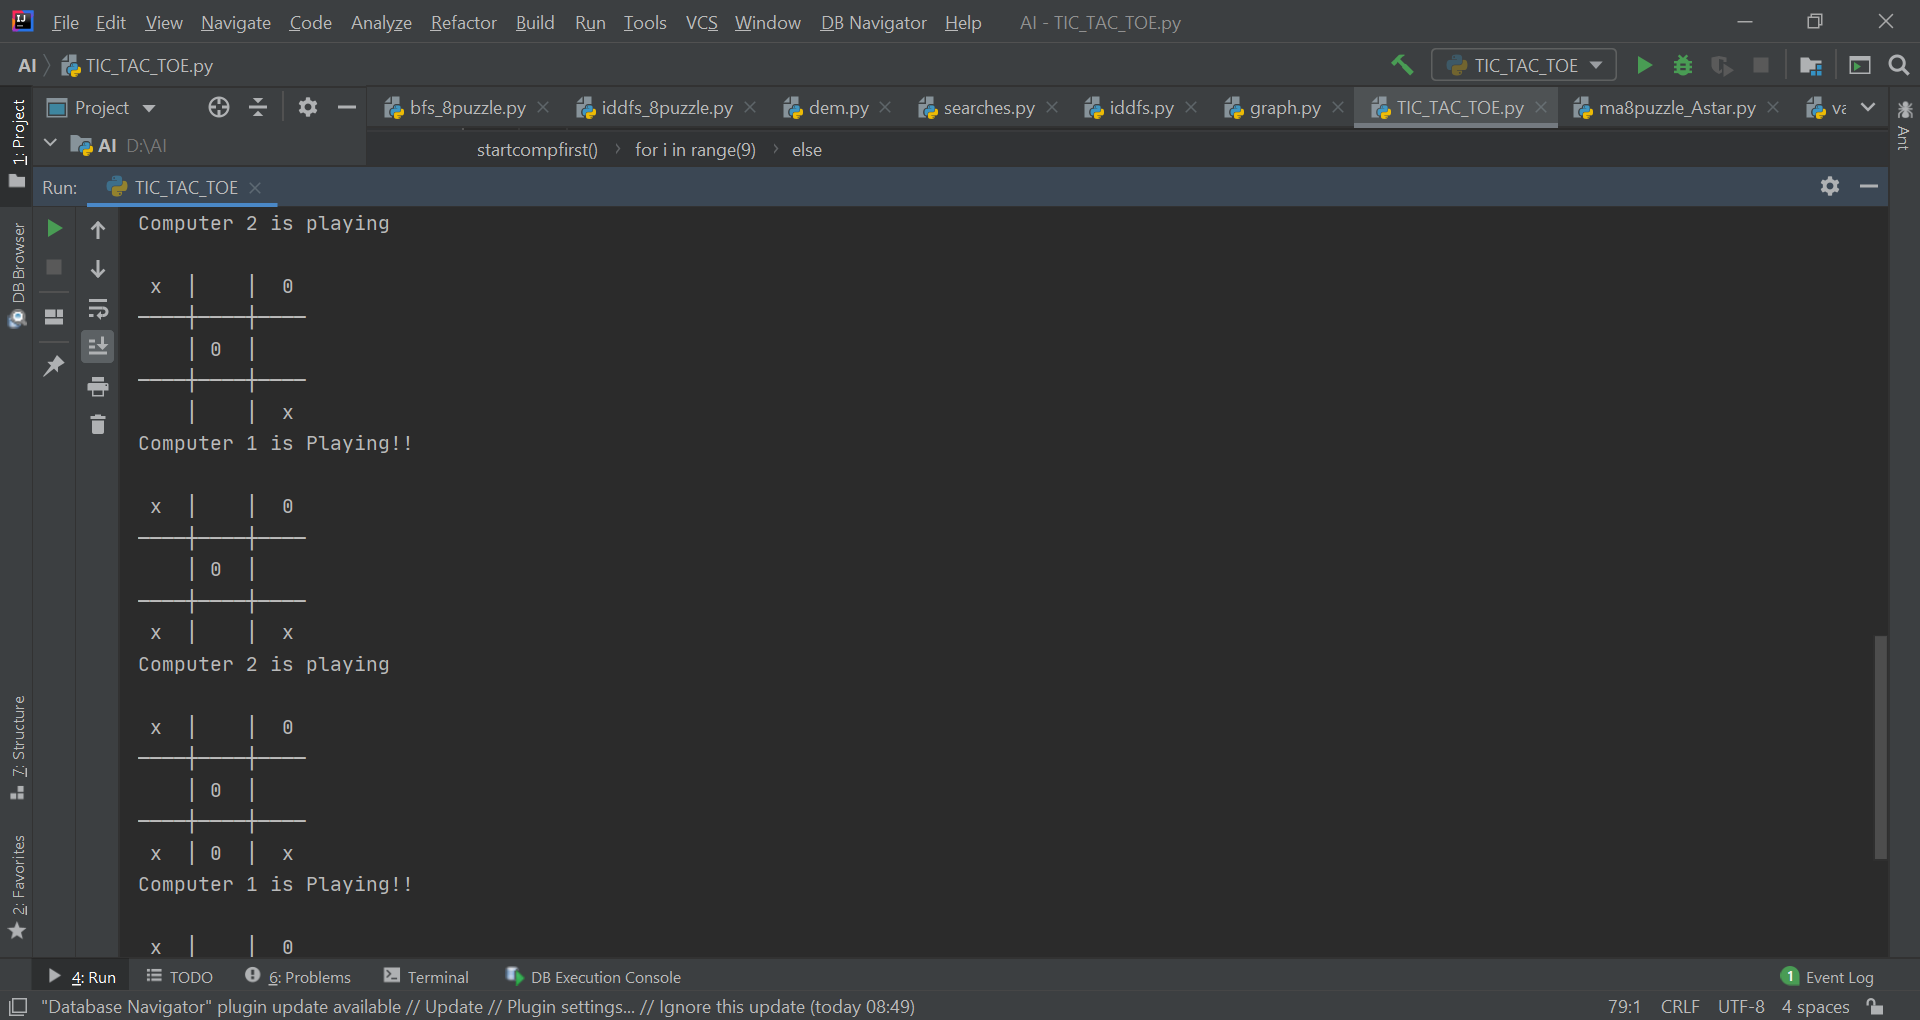 File Edit View Navigate Code Analyze Refactor Build Run Tools VCS Window DB Navigator Help AI - TIC_TAC_TOE.py
AI TIC_TAC_TOE.py TIC_TAC_TOE
1: Project
Project bfs_8puzzle.py iddfs_8puzzle.py dem.py searches.py iddfs.py graph.py TIC_TAC_TOE.py ma8puzzle_Astar.py va
Ant
AI D:\AI startcompfirst() for i in range(9) else
Run: TIC_TAC_TOE
DB Browser
Computer 2 is playing
x | | 0
────┼────┼────
| 0 |
────┼────┼────
| | x
Computer 1 is Playing!!
x | | 0
────┼────┼────
| 0 |
────┼────┼────
x | | x
Computer 2 is playing
x | | 0
────┼────┼────
| 0 |
────┼────┼────
x | 0 | x
Computer 1 is Playing!!
x | | 0
7: Structure
2: Favorites
4: Run TODO 6: Problems Terminal DB Execution Console 1 Event Log
"Database Navigator" plugin update available // Update // Plugin settings... // Ignore this update (today 08:49) 79:1 CRLF UTF-8 4 spaces